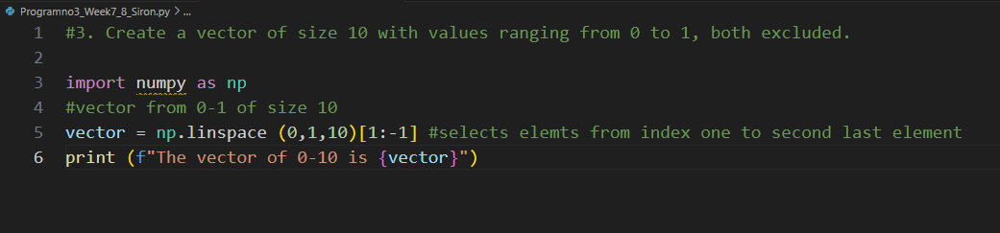 Programno3_Week7_8_Siron.py > ...
1 #3. Create a vector of size 10 with values ranging from 0 to 1, both excluded.
2
3 import numpy as np
4 #vector from 0-1 of size 10
5 vector = np.linspace (0,1,10)[1:-1] #selects elemts from index one to second last element
6 print (f"The vector of 0-10 is {vector}")